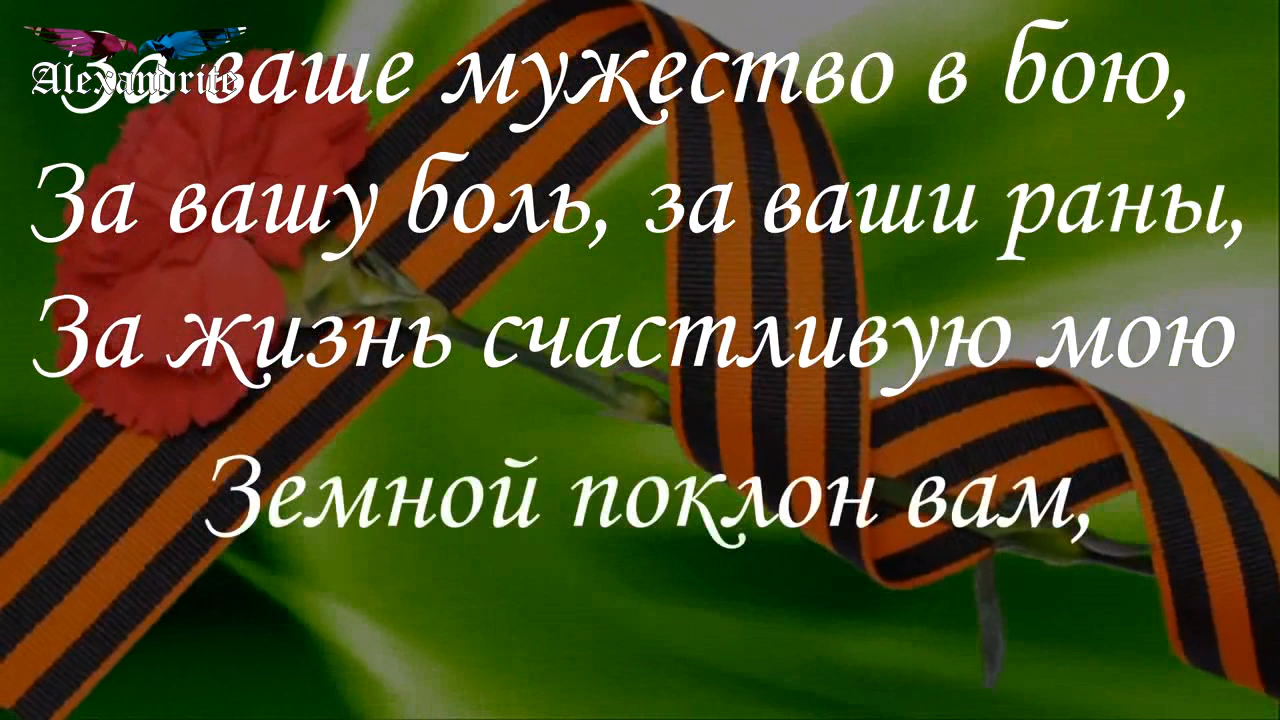 Alexandrite
За ваше мужество в бою,
За вашу боль, за ваши раны,
За жизнь счастливую мою
Земной поклон вам,